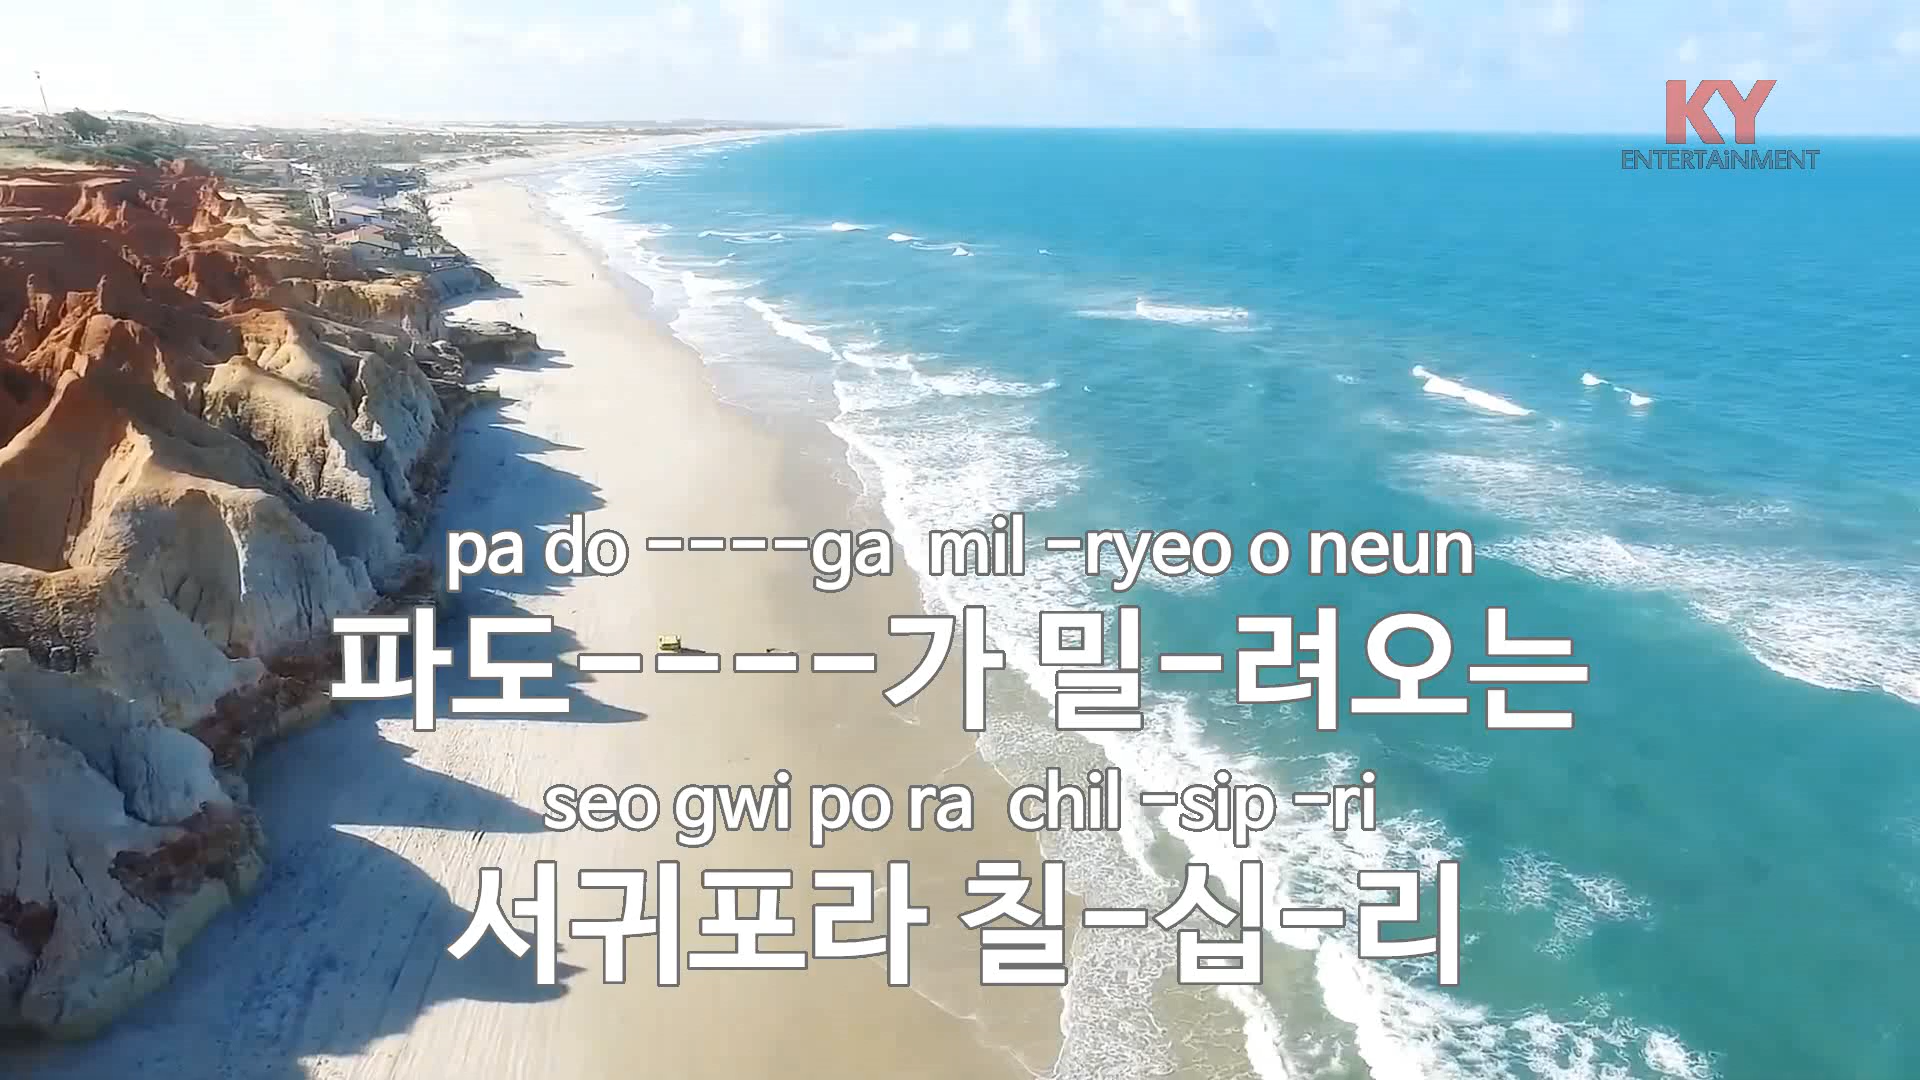 KY
ENTERTAiNMENT
pa do ----ga mil -ryeo o neun
파도----가 밀-려오는
seo gwi po ra chil -sip -ri
서귀포라 칠-십-리